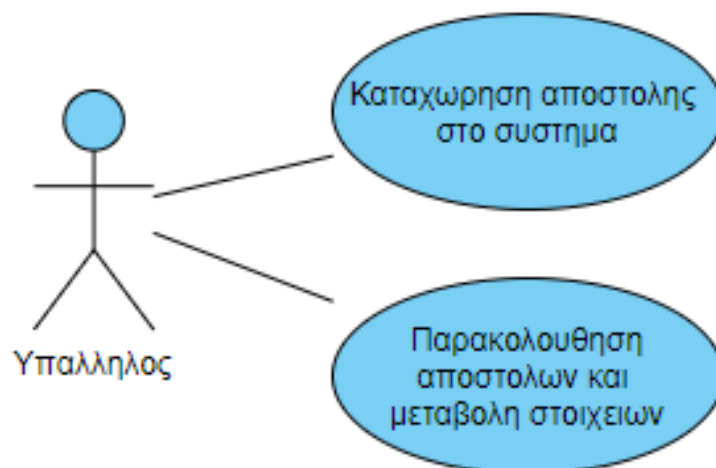 Καταχωρηση αποστολης
στο συστημα
Υπαλληλος
Παρακολουθηση
αποστολων και
μεταβολη στοιχειων